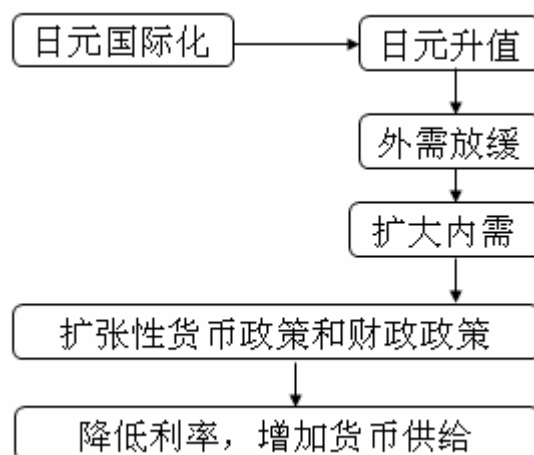 日元国际化
日元升值
外需放缓
扩大内需
扩张性货币政策和财政政策
降低利率，增加货币供给